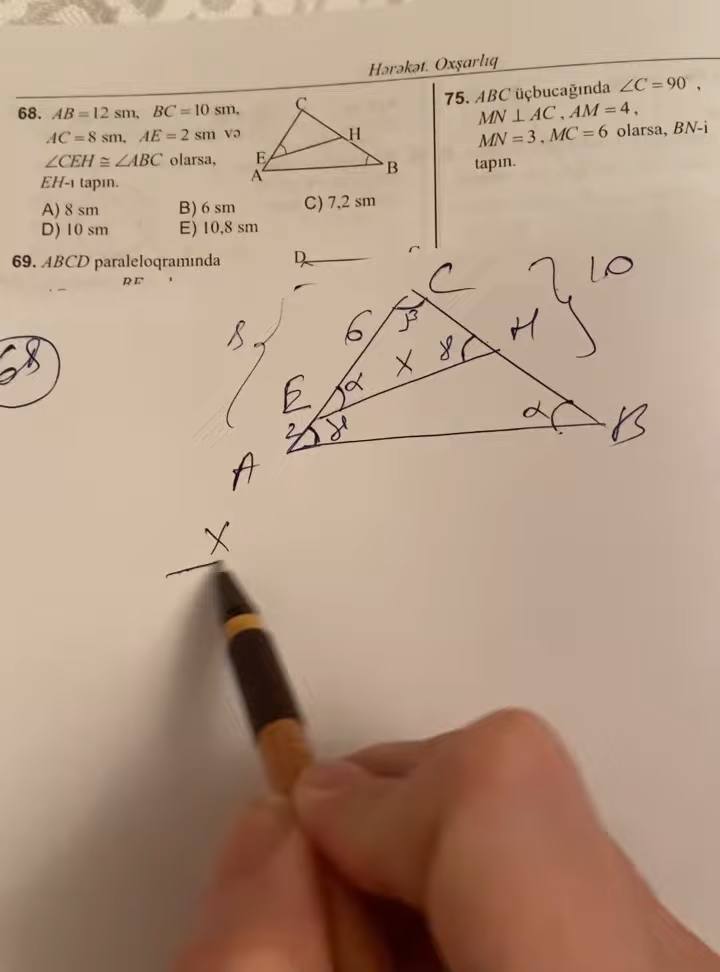 Hərəkət. Oxşarlıq
68. AB = 12 sm, BC = 10 sm,
AC = 8 sm, AE = 2 sm və
∠CEH ≅ ∠ABC olarsa,
EH-ı tapın.
A) 8 sm B) 6 sm C) 7,2 sm
D) 10 sm E) 10,8 sm
C
H
E
A
B
69. ABCD paraleloqramında
D
75. ABC üçbucağında ∠C = 90°,
MN ⊥ AC, AM = 4,
MN = 3, MC = 6 olarsa, BN-i
tapın.
68
8
C
10
6
β
H
E
α
x
γ
2
γ
α
B
A
x